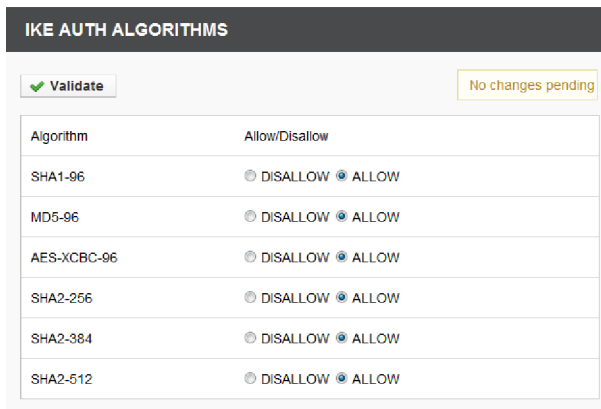 IKE AUTH ALGORITHMS
Validate
No changes pending
Algorithm Allow/Disallow
SHA1-96 DISALLOW ALLOW
MD5-96 DISALLOW ALLOW
AES-XCBC-96 DISALLOW ALLOW
SHA2-256 DISALLOW ALLOW
SHA2-384 DISALLOW ALLOW
SHA2-512 DISALLOW ALLOW